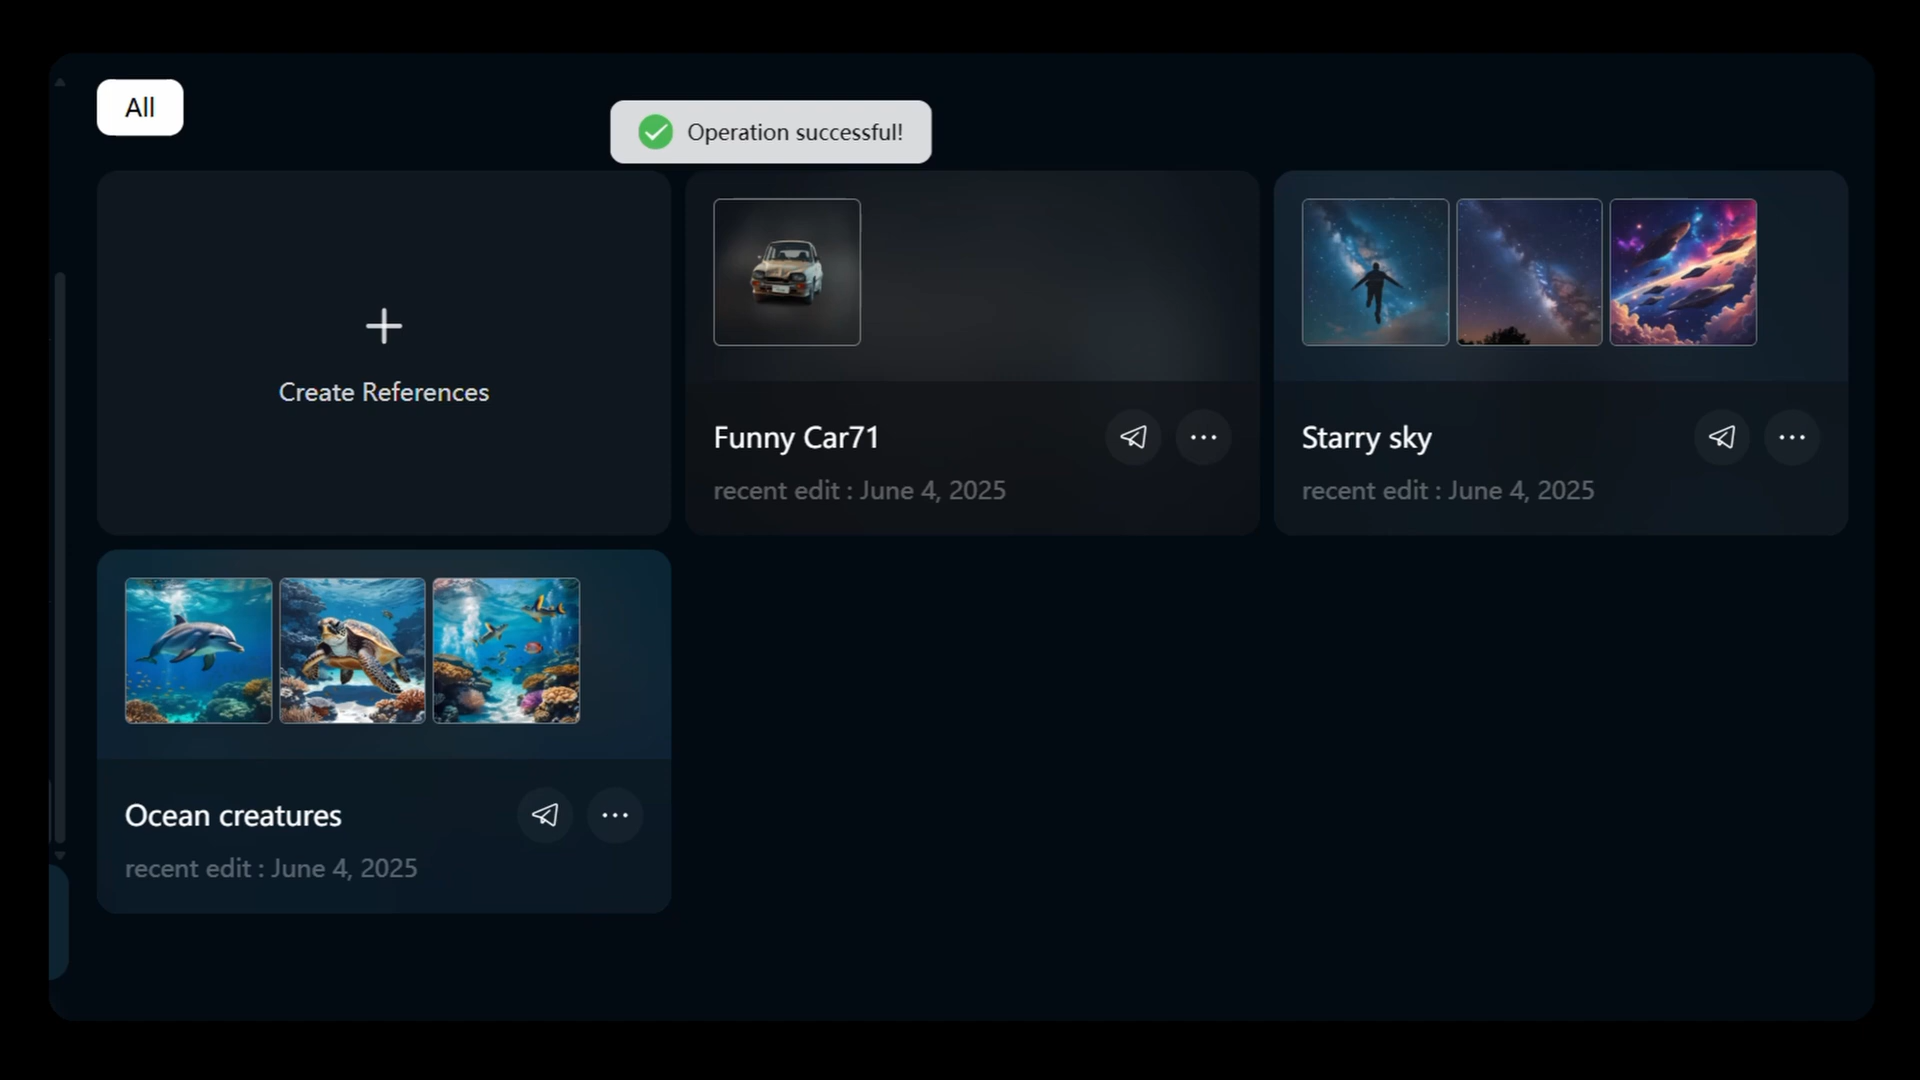 All
Operation successful!
Create References
Funny Car71
recent edit : June 4, 2025
Starry sky
recent edit : June 4, 2025
Ocean creatures
recent edit : June 4, 2025